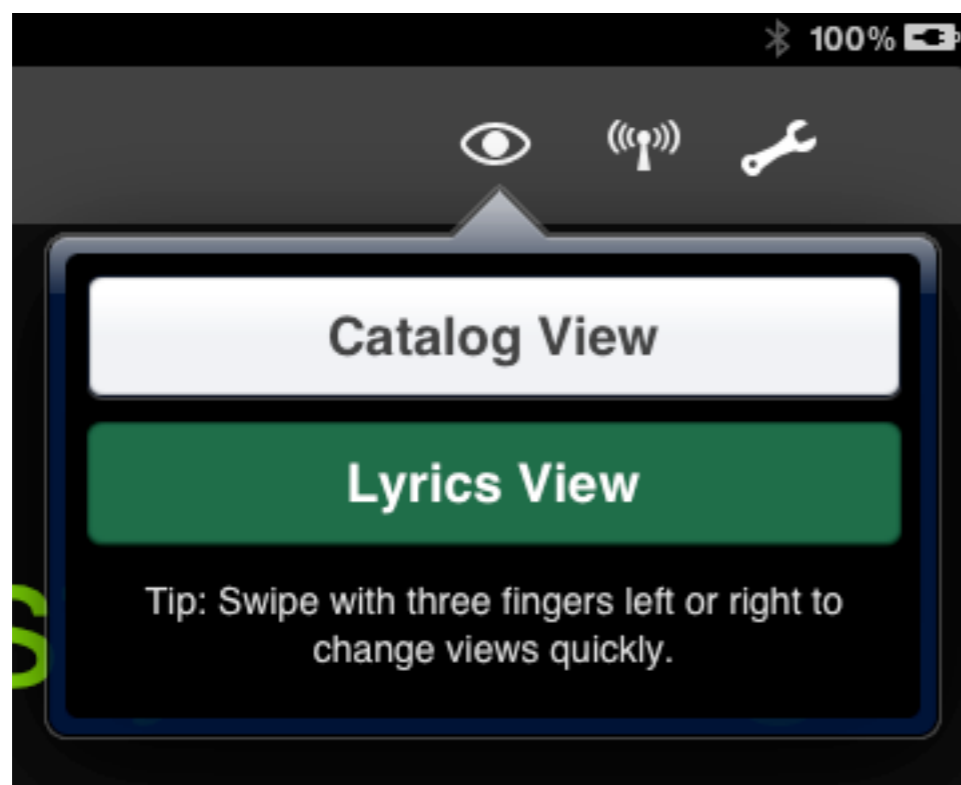 100%
Catalog View
Lyrics View
Tip: Swipe with three fingers left or right to
change views quickly.